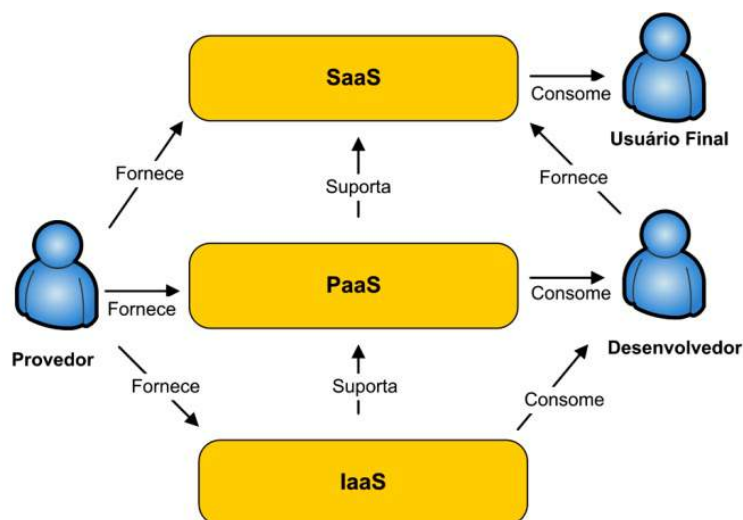 SaaS
Consome
Usuário Final
Fornece
Suporta
Fornece
PaaS
Fornece
Consome
Provedor
Desenvolvedor
Fornece
Suporta
Consome
IaaS